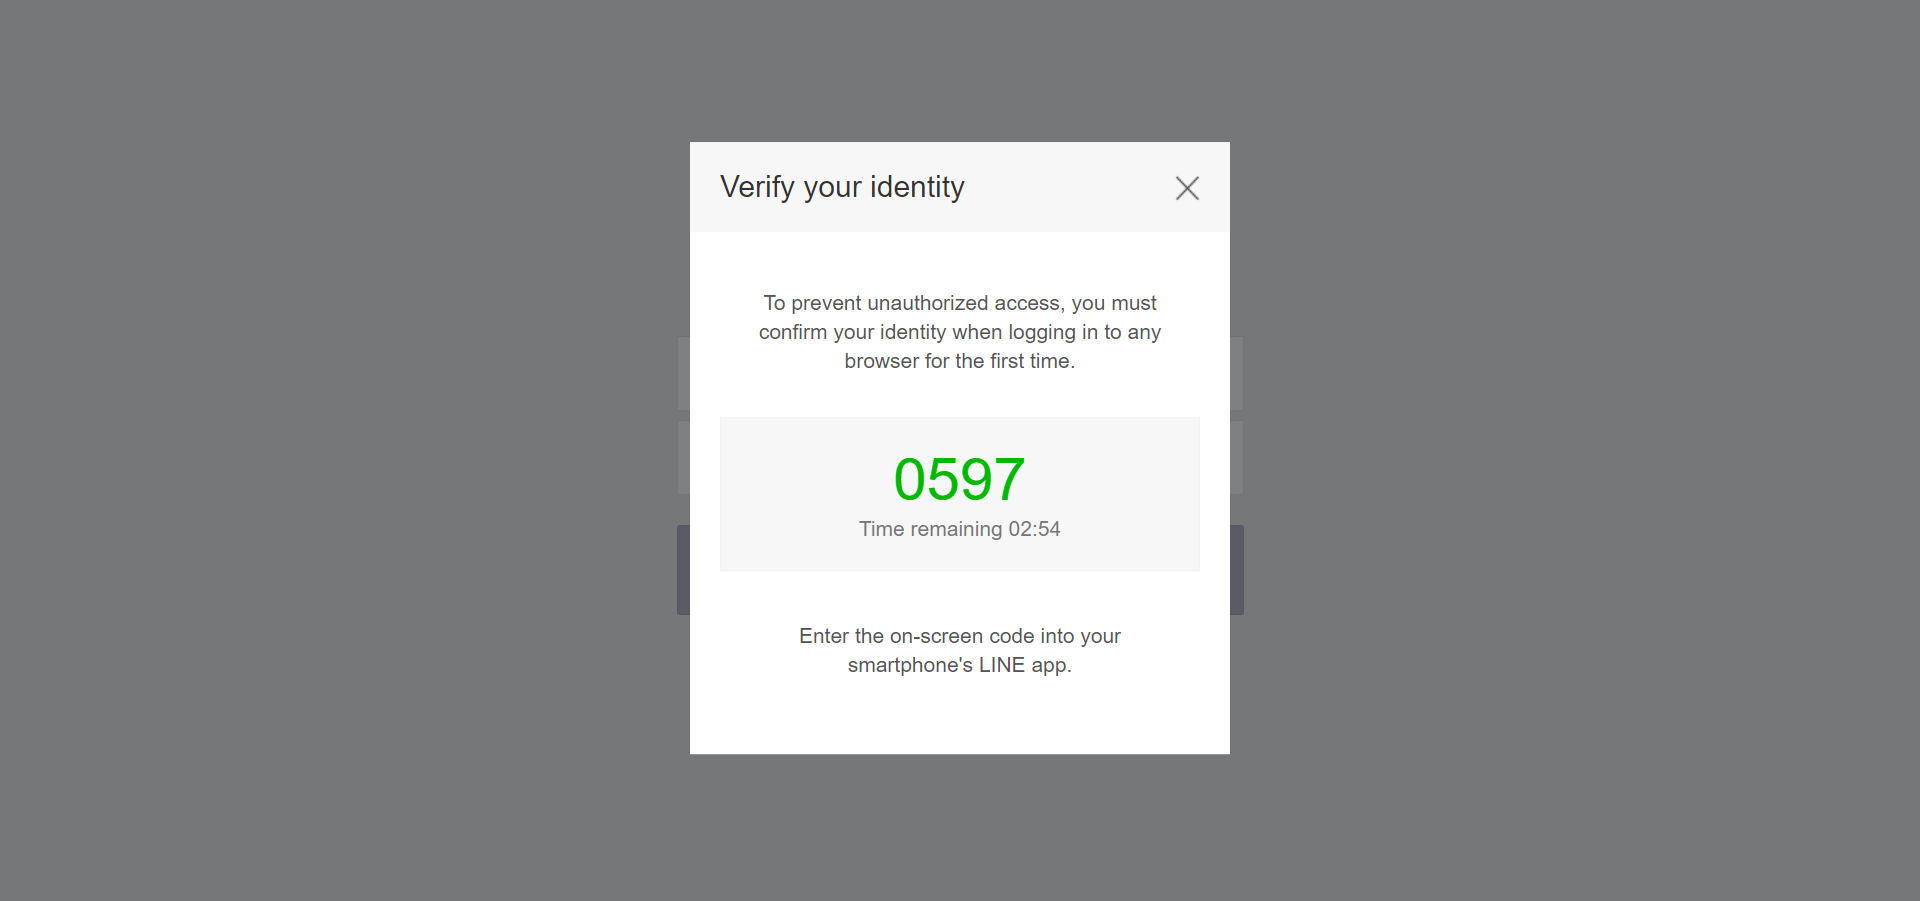 Verify your identity
To prevent unauthorized access, you must
confirm your identity when logging in to any
browser for the first time.
0597
Time remaining 02:54
Enter the on-screen code into your
smartphone's LINE app.